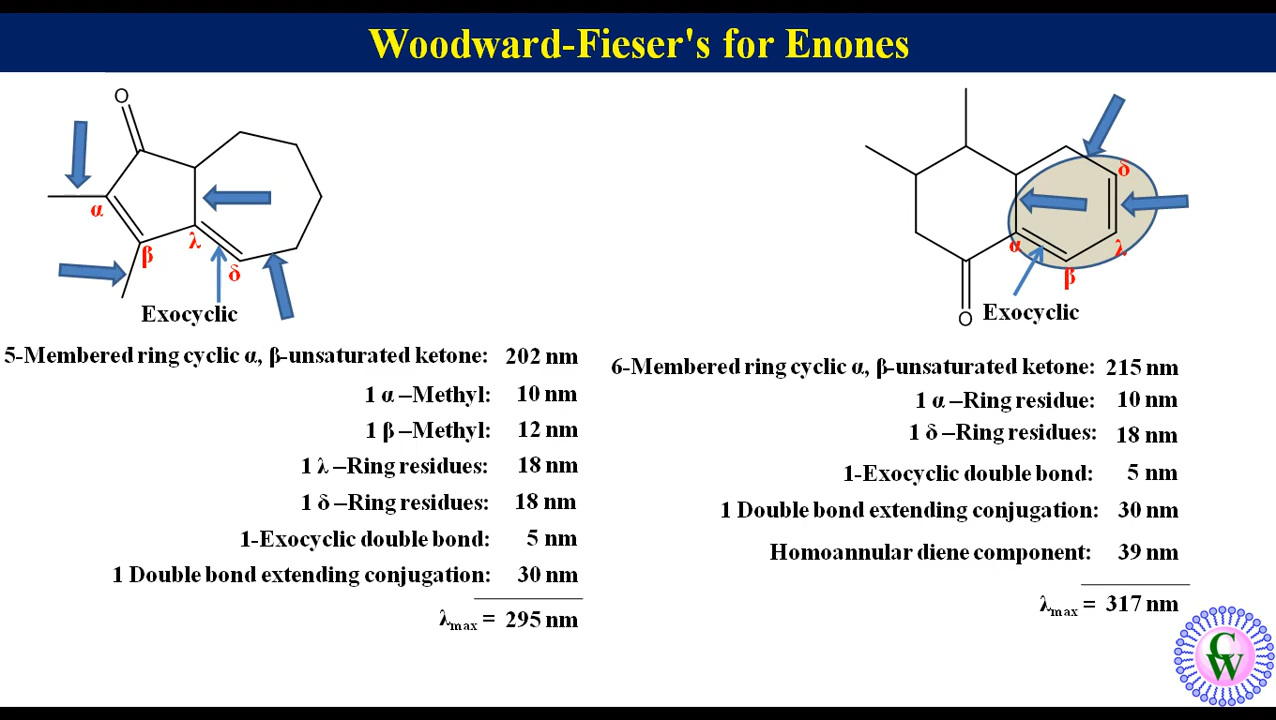 Woodward-Fieser's for Enones
O
α
β
λ
δ
Exocyclic
5-Membered ring cyclic α, β-unsaturated ketone: 202 nm
1 α –Methyl: 10 nm
1 β –Methyl: 12 nm
1 λ –Ring residues: 18 nm
1 δ –Ring residues: 18 nm
1-Exocyclic double bond: 5 nm
1 Double bond extending conjugation: 30 nm
λmax = 295 nm
δ
α
λ
β
O
Exocyclic
6-Membered ring cyclic α, β-unsaturated ketone: 215 nm
1 α –Ring residue: 10 nm
1 δ –Ring residues: 18 nm
1-Exocyclic double bond: 5 nm
1 Double bond extending conjugation: 30 nm
Homoannular diene component: 39 nm
λmax = 317 nm
C
W